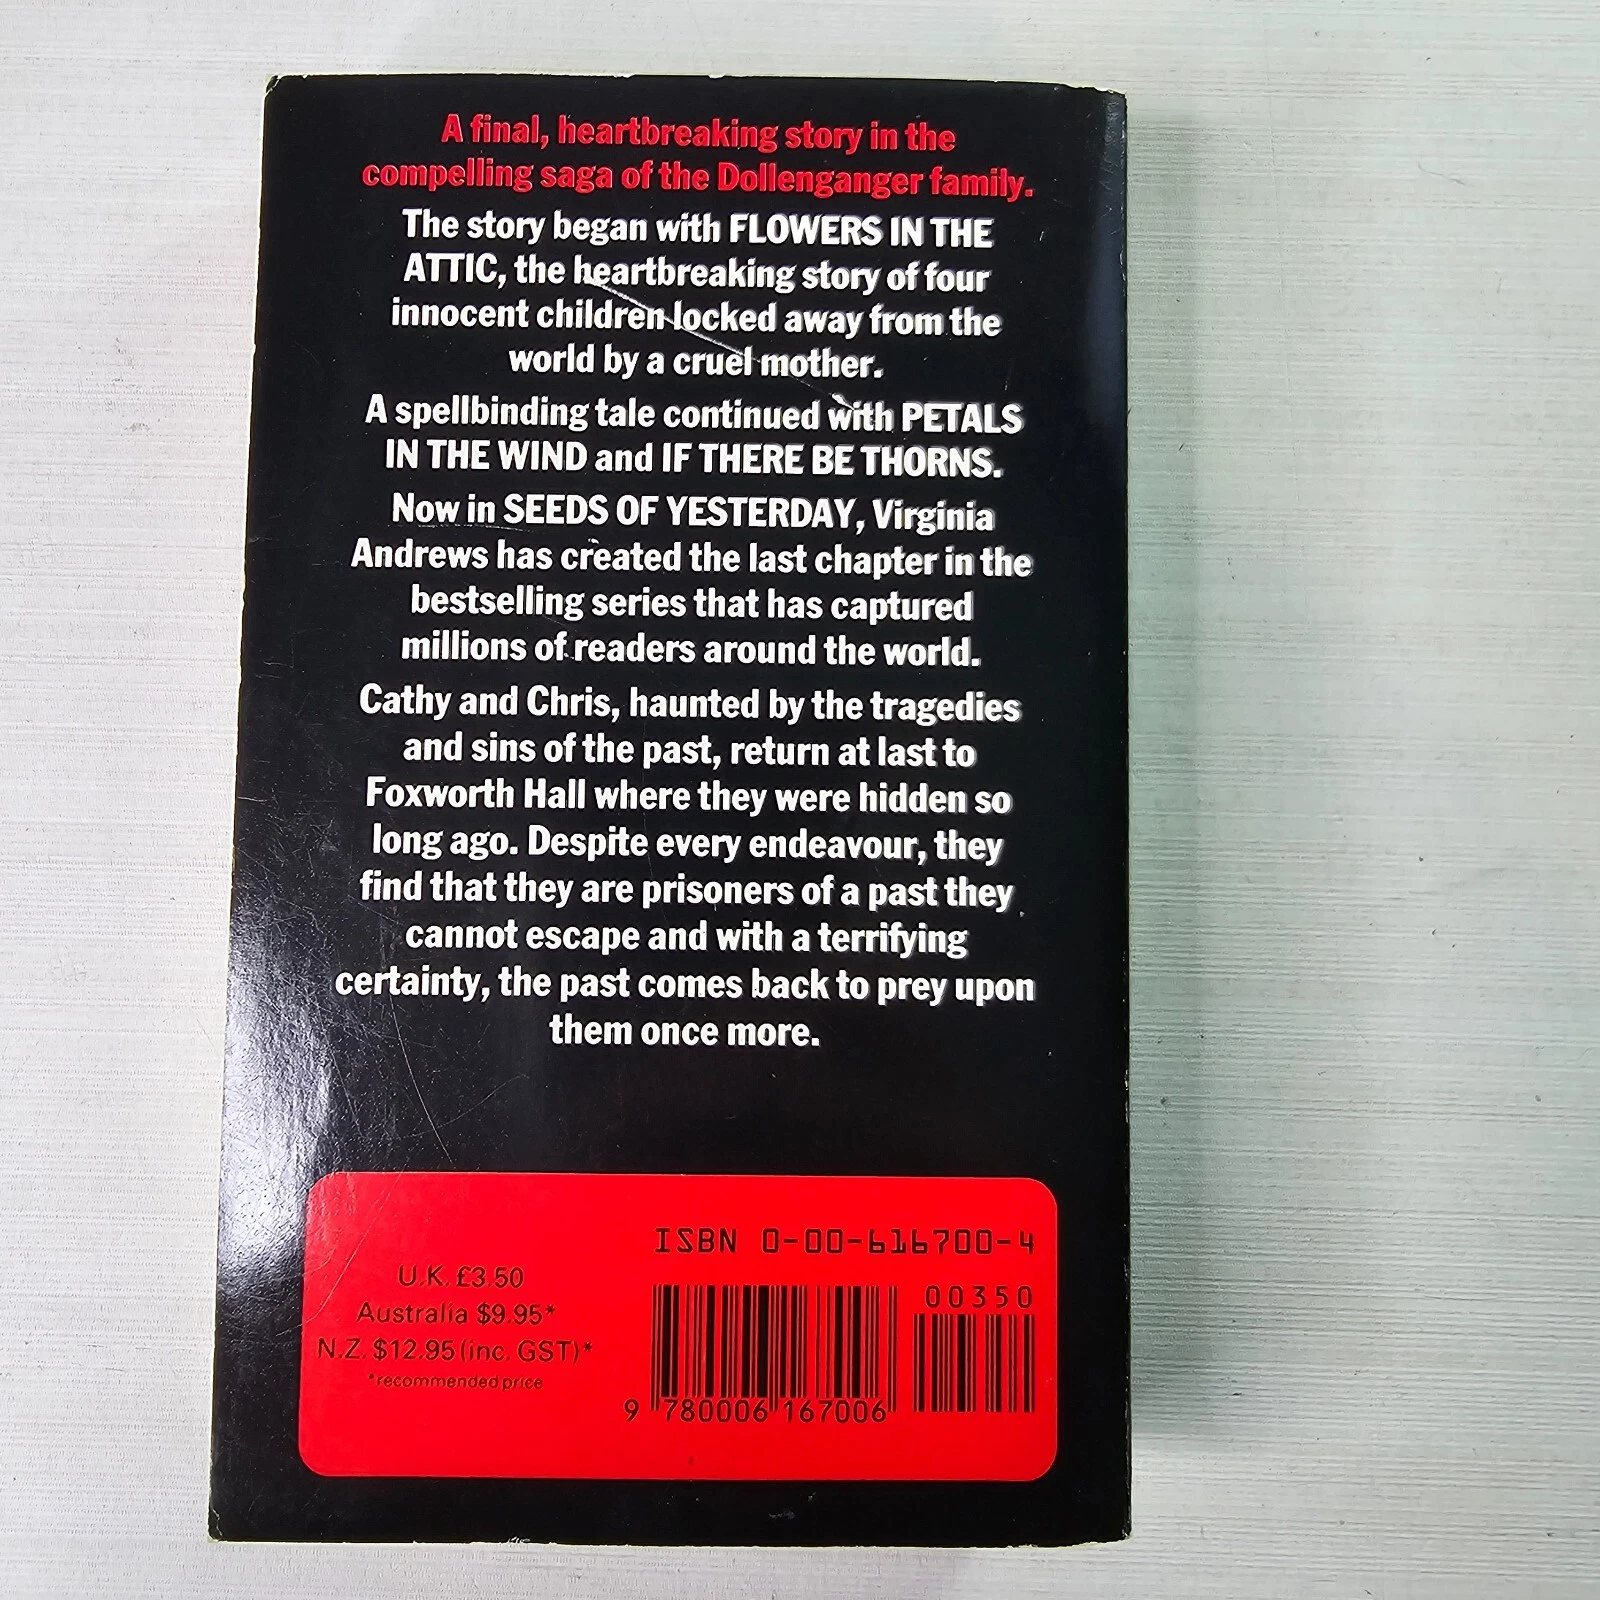 A final, heartbreaking story in the
compelling saga of the Dollenganger family.
The story began with FLOWERS IN THE
ATTIC, the heartbreaking story of four
innocent children locked away from the
world by a cruel mother.
A spellbinding tale continued with PETALS
IN THE WIND and IF THERE BE THORNS.
Now in SEEDS OF YESTERDAY, Virginia
Andrews has created the last chapter in the
bestselling series that has captured
millions of readers around the world.
Cathy and Chris, haunted by the tragedies
and sins of the past, return at last to
Foxworth Hall where they were hidden so
long ago. Despite every endeavour, they
find that they are prisoners of a past they
cannot escape and with a terrifying
certainty, the past comes back to prey upon
them once more.
U.K. £3.50
Australia $9.95*
N.Z. $12.95 (inc. GST)*
*recommended price
ISBN 0-00-616700-4
00350
9 780006 167006